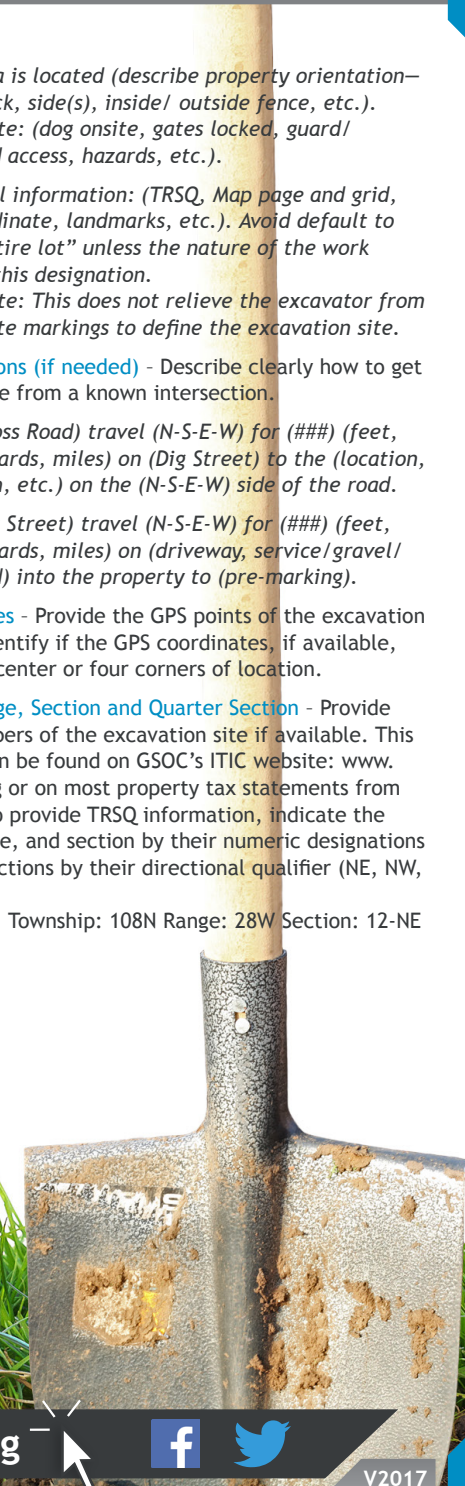 a is located (describe property orientation—
ck, side(s), inside/ outside fence, etc.).
te: (dog onsite, gates locked, guard/
d access, hazards, etc.).
l information: (TRSQ, Map page and grid,
dinate, landmarks, etc.). Avoid default to
tire lot” unless the nature of the work
this designation.
te: This does not relieve the excavator from
te markings to define the excavation site.
ons (if needed) – Describe clearly how to get
e from a known intersection.
oss Road) travel (N-S-E-W) for (###) (feet,
ards, miles) on (Dig Street) to the (location,
n, etc.) on the (N-S-E-W) side of the road.
 Street) travel (N-S-E-W) for (###) (feet,
ards, miles) on (driveway, service/gravel/
d) into the property to (pre-marking).
es – Provide the GPS points of the excavation
entify if the GPS coordinates, if available,
center or four corners of location.
ge, Section and Quarter Section – Provide
bers of the excavation site if available. This
n be found on GSOC’s ITIC website: www.
g or on most property tax statements from
o provide TRSQ information, indicate the
e, and section by their numeric designations
ctions by their directional qualifier (NE, NW,
Township: 108N Range: 28W Section: 12-NE
g
V2017